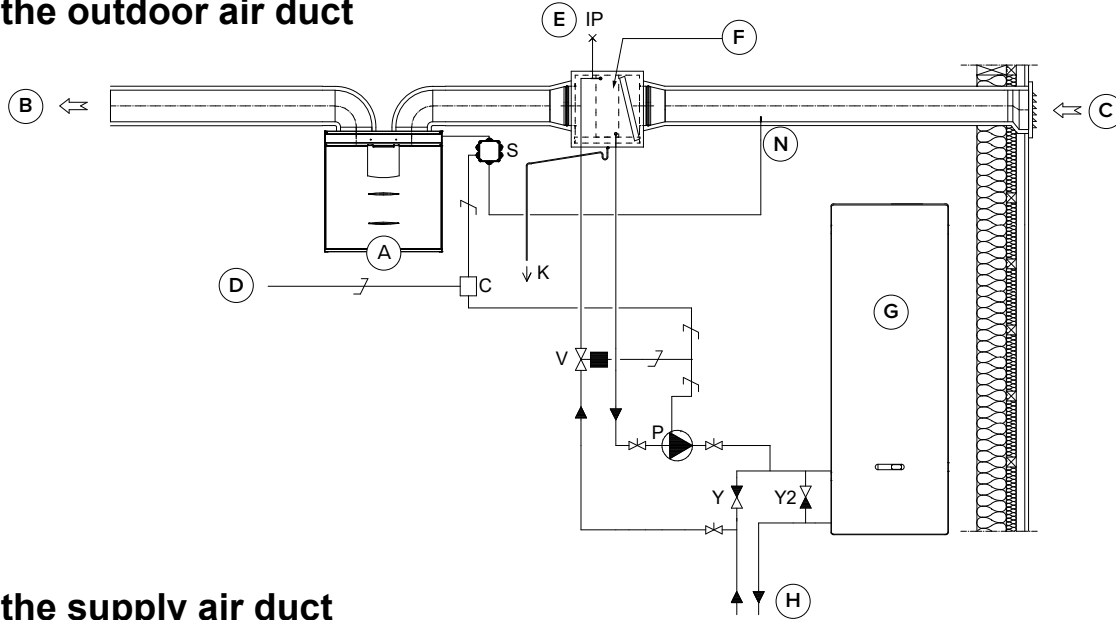 the outdoor air duct
E IP
F
B
C
N
S
A
K
D
C
G
V
P
Y
Y2
H
the supply air duct